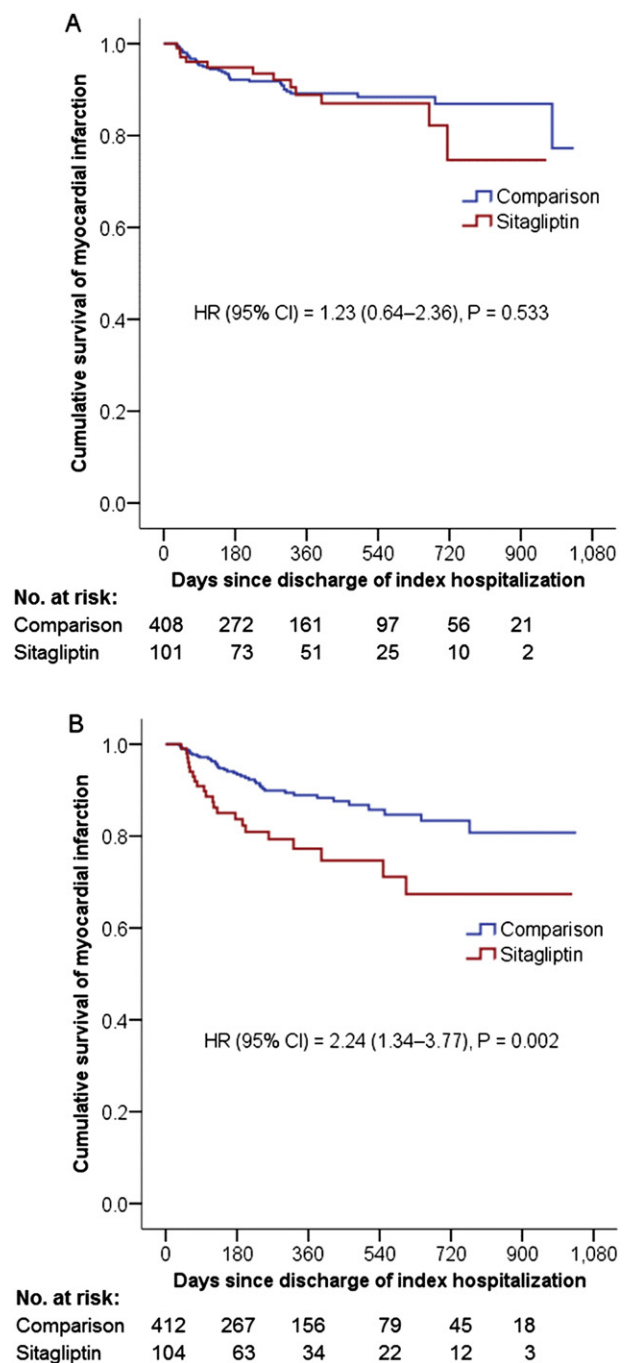 A
1.0
0.8
0.6
0.4
0.2
0.0
Cumulative survival of myocardial infarction
Comparison
Sitagliptin
HR (95% CI) = 1.23 (0.64–2.36), P = 0.533
0 180 360 540 720 900 1,080
Days since discharge of index hospitalization
No. at risk:
Comparison 408 272 161 97 56 21
Sitagliptin 101 73 51 25 10 2
B
1.0
0.8
0.6
0.4
0.2
0.0
Cumulative survival of myocardial infarction
Comparison
Sitagliptin
HR (95% CI) = 2.24 (1.34–3.77), P = 0.002
0 180 360 540 720 900 1,080
Days since discharge of index hospitalization
No. at risk:
Comparison 412 267 156 79 45 18
Sitagliptin 104 63 34 22 12 3